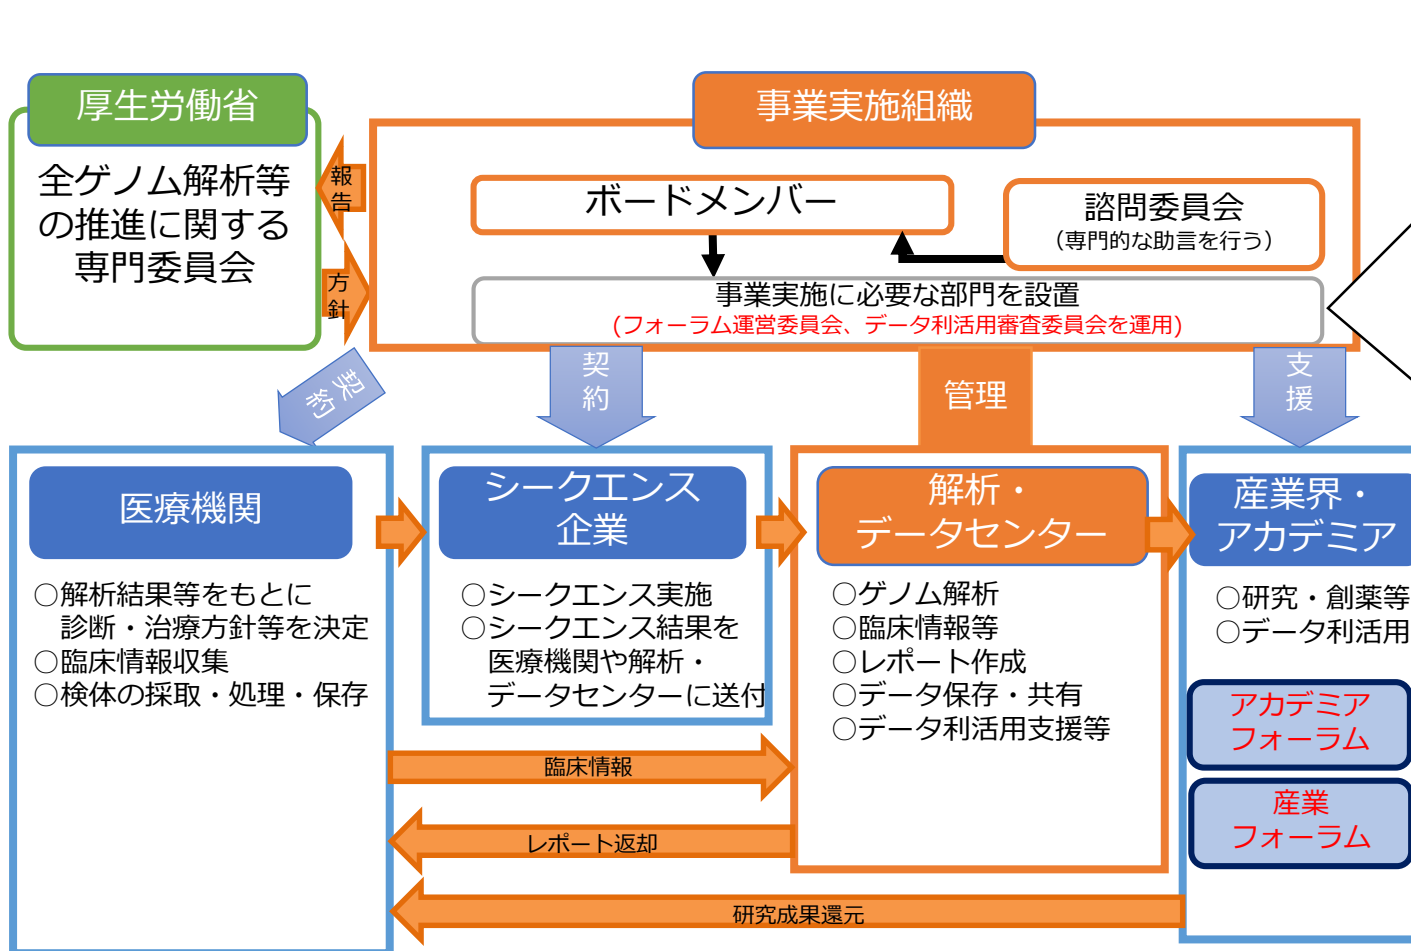 厚生労働省
全ゲノム解析等
の推進に関する
専門委員会
報
告
方
針
事業実施組織
ボードメンバー
諮問委員会
（専門的な助言を行う）
事業実施に必要な部門を設置
(フォーラム運営委員会、データ利活用審査委員会を運用)
契
約
契
約
管理
支
援
医療機関
○解析結果等をもとに
診断・治療方針等を決定
○臨床情報収集
○検体の採取・処理・保存
シークエンス
企業
○シークエンス実施
○シークエンス結果を
医療機関や解析・
データセンターに送付
解析・
データセンター
○ゲノム解析
○臨床情報等
○レポート作成
○データ保存・共有
○データ利活用支援等
産業界・
アカデミア
○研究・創薬等
○データ利活用
アカデミア
フォーラム
産業
フォーラム
臨床情報
レポート返却
研究成果還元